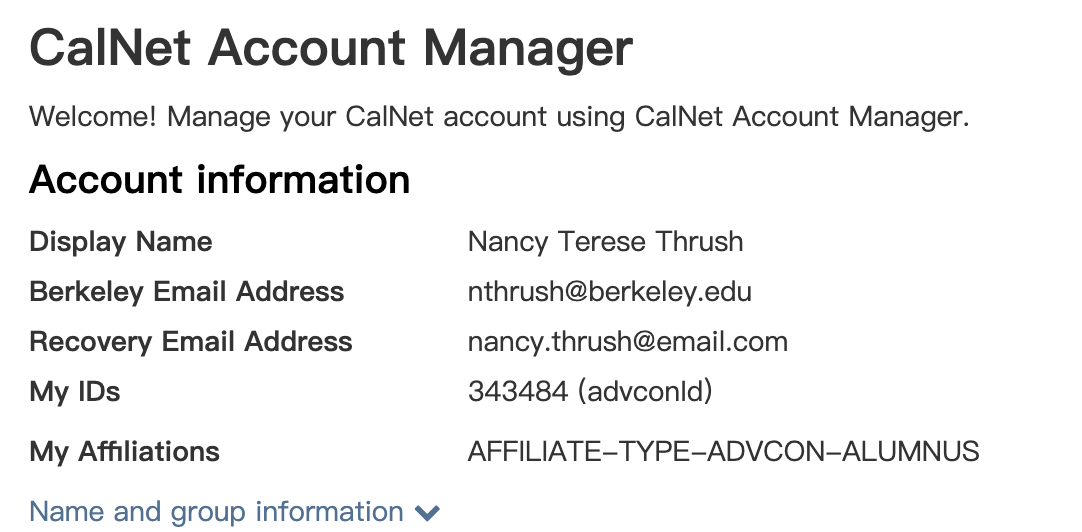 CalNet Account Manager
Welcome! Manage your CalNet account using CalNet Account Manager.
Account information
Display Name Nancy Terese Thrush
Berkeley Email Address nthrush@berkeley.edu
Recovery Email Address nancy.thrush@email.com
My IDs 343484 (advconId)
My Affiliations AFFILIATE-TYPE-ADVCON-ALUMNUS
Name and group information